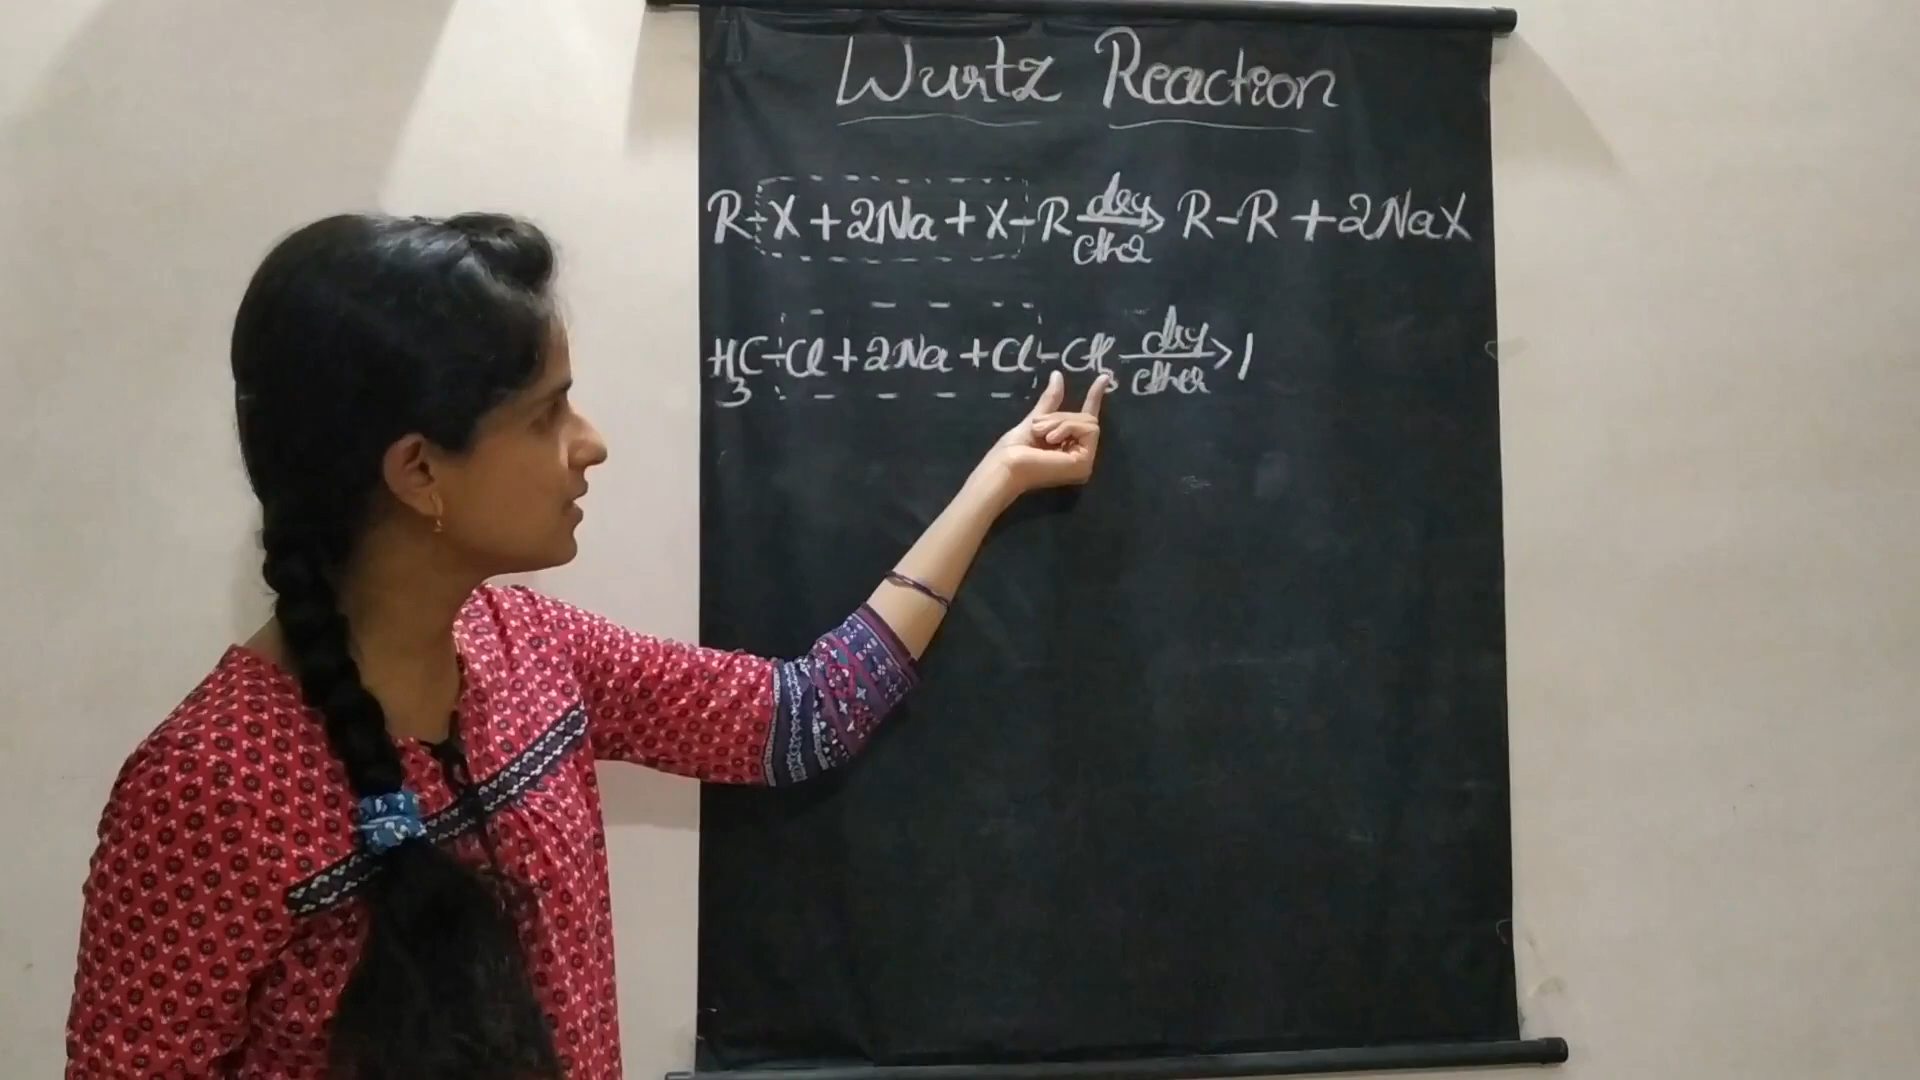 Wurtz Reaction
R-X+2Na+X-R dry ether → R-R+2NaX
H3C-Cl+2Na+Cl-CH3 dry ether →